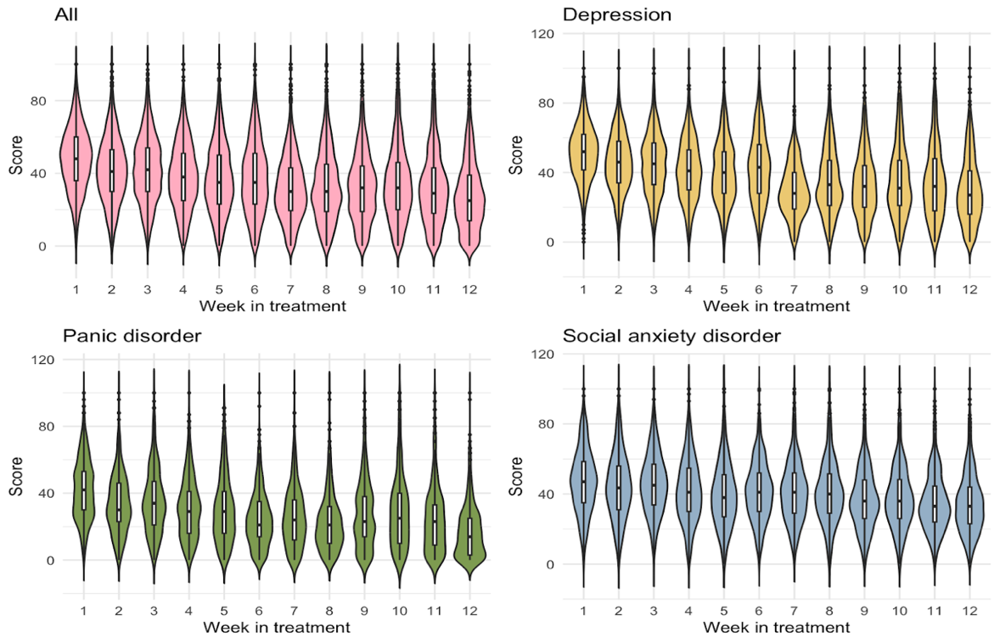 All
Score
80
40
0
1 2 3 4 5 6 7 8 9 10 11 12
Week in treatment
Depression
Score
120
80
40
0
1 2 3 4 5 6 7 8 9 10 11 12
Week in treatment
Panic disorder
Score
120
80
40
0
1 2 3 4 5 6 7 8 9 10 11 12
Week in treatment
Social anxiety disorder
Score
120
80
40
0
1 2 3 4 5 6 7 8 9 10 11 12
Week in treatment